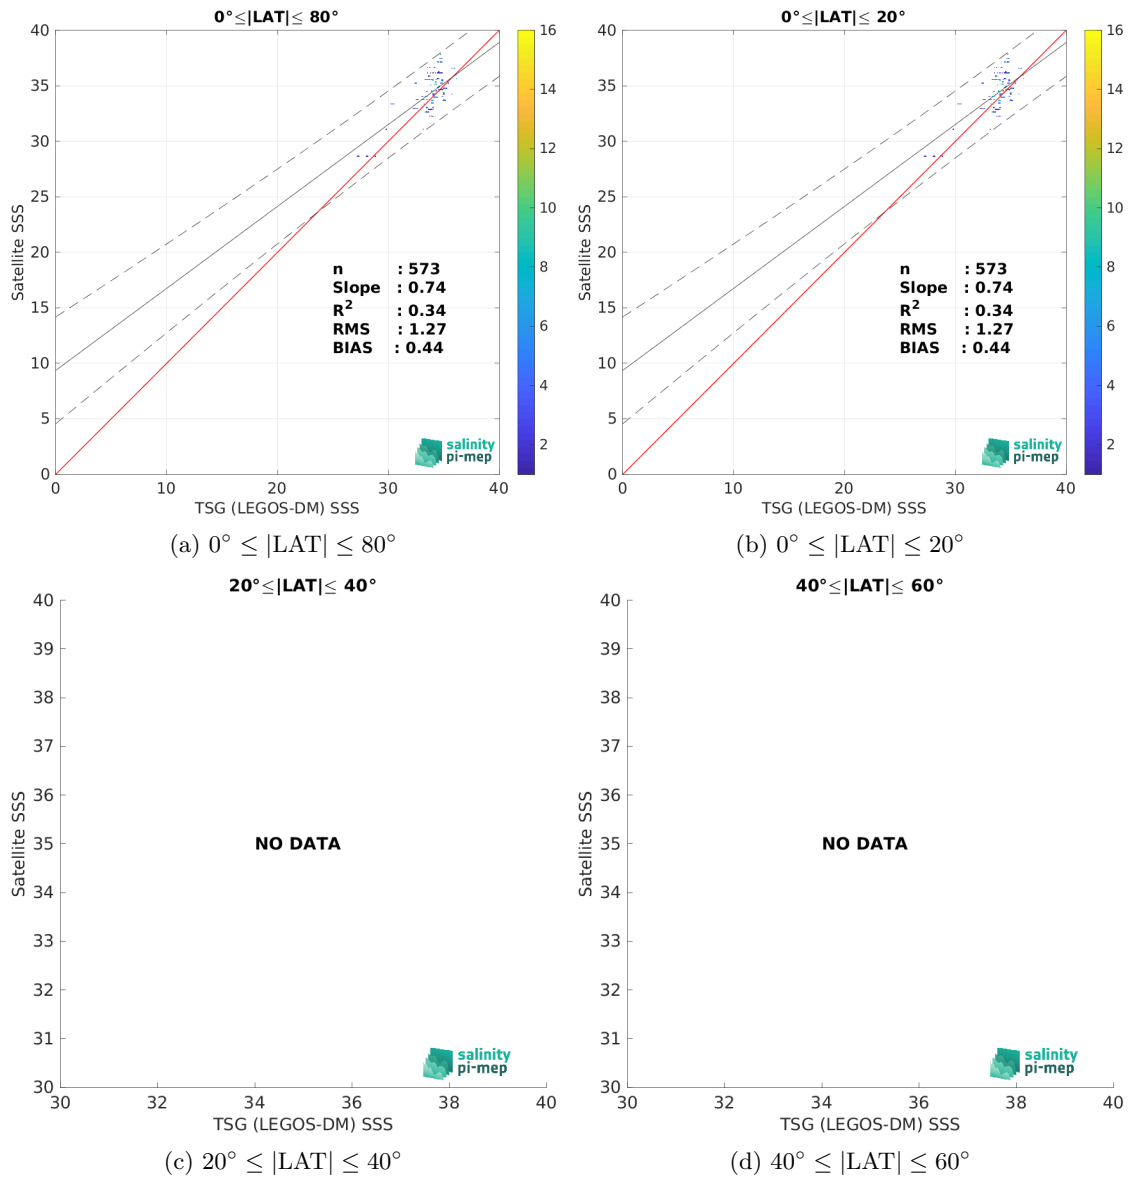 0°≤|LAT|≤ 80°
40
35
30
25
20
15
10
5
0
Satellite SSS
n : 573
Slope : 0.74
R² : 0.34
RMS : 1.27
BIAS : 0.44
salinity
pi-mep
0 10 20 30 40
TSG (LEGOS-DM) SSS
16
14
12
10
8
6
4
2
(a) 0° ≤ |LAT| ≤ 80°
0°≤|LAT|≤ 20°
40
35
30
25
20
15
10
5
0
Satellite SSS
n : 573
Slope : 0.74
R² : 0.34
RMS : 1.27
BIAS : 0.44
salinity
pi-mep
0 10 20 30 40
TSG (LEGOS-DM) SSS
16
14
12
10
8
6
4
2
(b) 0° ≤ |LAT| ≤ 20°
20°≤|LAT|≤ 40°
40
39
38
37
36
35
34
33
32
31
30
Satellite SSS
NO DATA
salinity
pi-mep
30 32 34 36 38 40
TSG (LEGOS-DM) SSS
(c) 20° ≤ |LAT| ≤ 40°
40°≤|LAT|≤ 60°
40
39
38
37
36
35
34
33
32
31
30
Satellite SSS
NO DATA
salinity
pi-mep
30 32 34 36 38 40
TSG (LEGOS-DM) SSS
(d) 40° ≤ |LAT| ≤ 60°